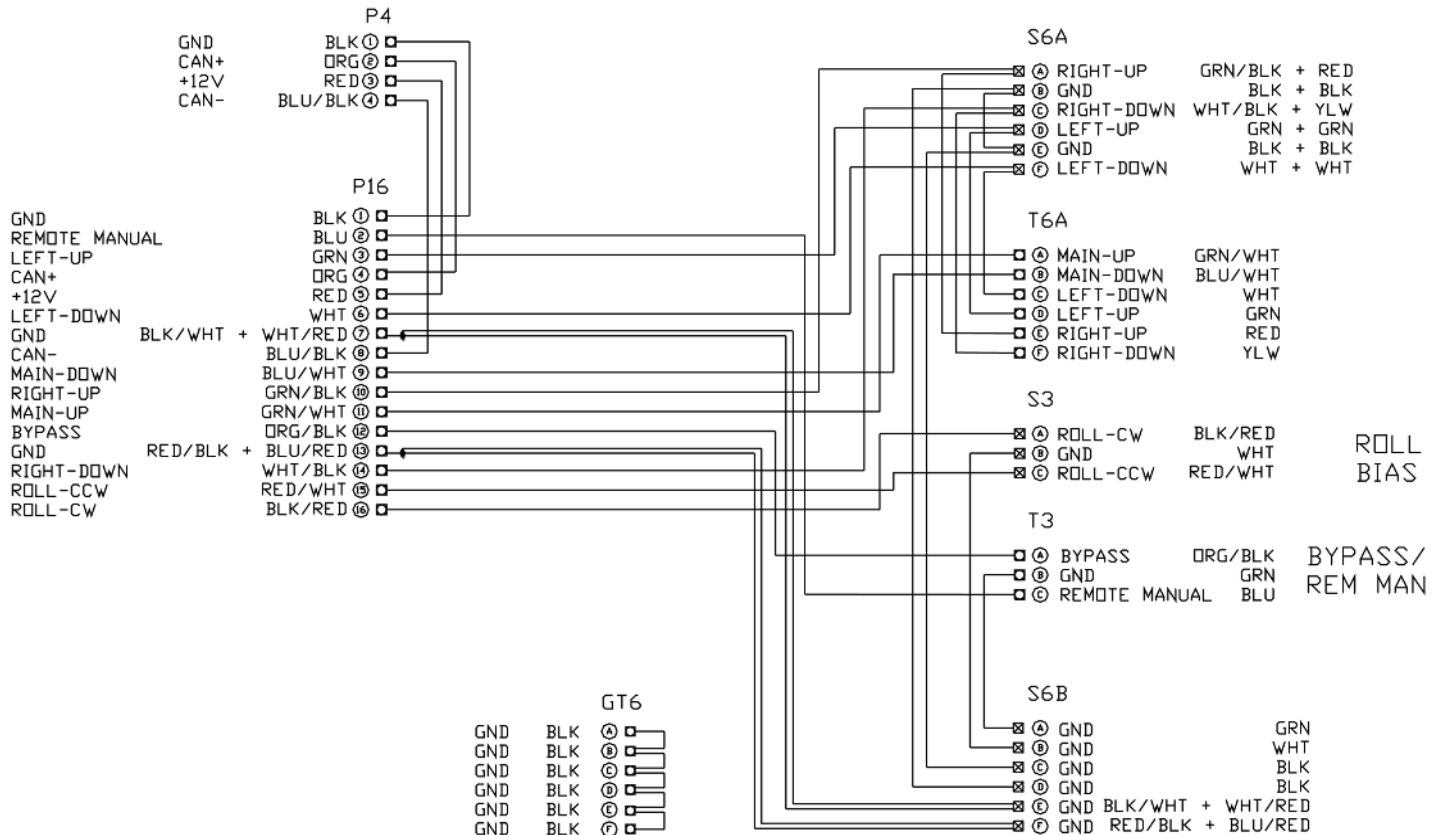 P4
GND BLK 1
CAN+ ORG 2
+12V RED 3
CAN- BLU/BLK 4
P16
GND BLK 1
REMOTE MANUAL BLU 2
LEFT-UP GRN 3
CAN+ ORG 4
+12V RED 5
LEFT-DOWN WHT 6
GND BLK/WHT + WHT/RED 7
CAN- BLU/BLK 8
MAIN-DOWN BLU/WHT 9
RIGHT-UP GRN/BLK 10
MAIN-UP GRN/WHT 11
BYPASS ORG/BLK 12
GND RED/BLK + BLU/RED 13
RIGHT-DOWN WHT/BLK 14
ROLL-CCW RED/WHT 15
ROLL-CW BLK/RED 16
GT6
GND BLK A
GND BLK B
GND BLK C
GND BLK D
GND BLK E
GND BLK F
S6A
A RIGHT-UP GRN/BLK + RED
B GND BLK + BLK
C RIGHT-DOWN WHT/BLK + YLW
D LEFT-UP GRN + GRN
E GND BLK + BLK
F LEFT-DOWN WHT + WHT
T6A
A MAIN-UP GRN/WHT
B MAIN-DOWN BLU/WHT
C LEFT-DOWN WHT
D LEFT-UP GRN
E RIGHT-UP RED
F RIGHT-DOWN YLW
S3
A ROLL-CW BLK/RED
B GND WHT
C ROLL-CCW RED/WHT
ROLL
BIAS
T3
A BYPASS ORG/BLK
B GND GRN
C REMOTE MANUAL BLU
BYPASS/
REM MAN
S6B
A GND GRN
B GND WHT
C GND BLK
D GND BLK
E GND BLK/WHT + WHT/RED
F GND RED/BLK + BLU/RED